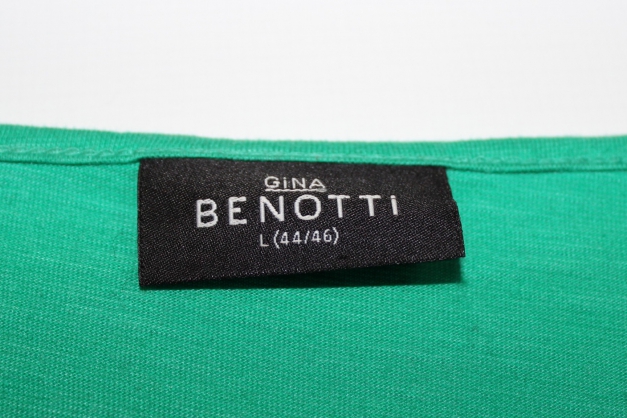 GiNA
BENOTTi
L (44/46)